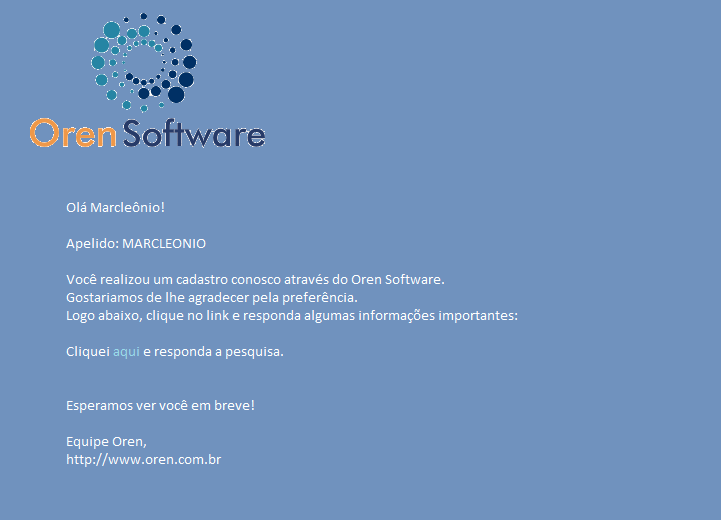 Oren Software
Olá Marcleônio!
Apelido: MARCLEONIO
Você realizou um cadastro conosco através do Oren Software.
Gostariamos de lhe agradecer pela preferência.
Logo abaixo, clique no link e responda algumas informações importantes:
Cliquei aqui e responda a pesquisa.
Esperamos ver você em breve!
Equipe Oren,
http://www.oren.com.br